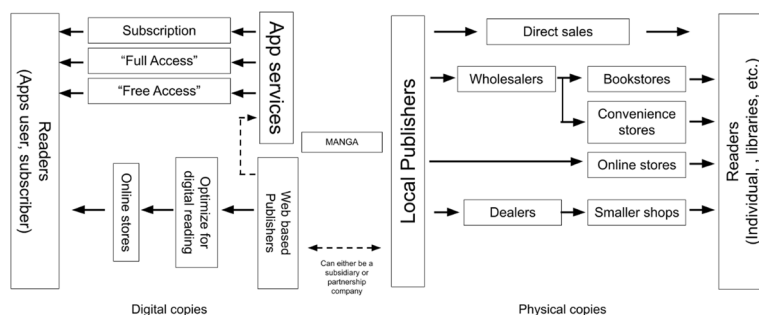 Readers
(Apps user, subscriber)
Subscription
“Full Access”
“Free Access”
App services
Online stores
Optimize for
digital reading
Web based
Publishers
MANGA
Can either be a
subsidiary or
partnership
company
Digital copies
Local Publishers
Direct sales
Wholesalers
Bookstores
Convenience
stores
Online stores
Dealers
Smaller shops
Readers
(Individual, , libraries, etc.)
Physical copies